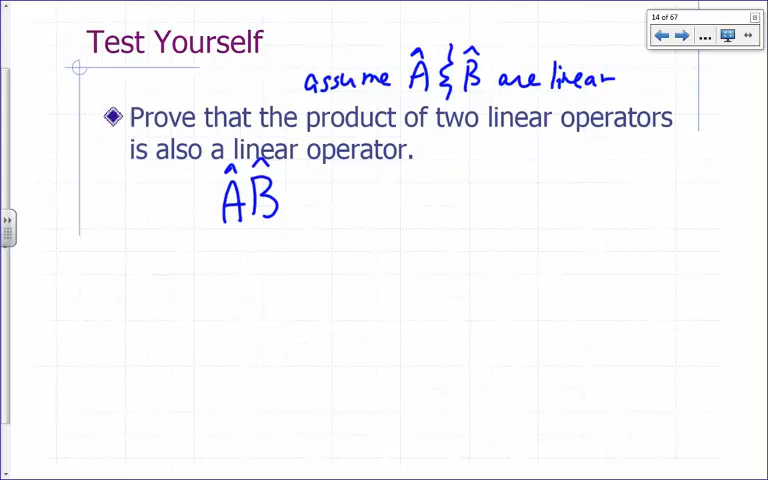 14 of 67
Test Yourself
assume Â & B̂ are linear
Prove that the product of two linear operators
is also a linear operator.
ÂB̂